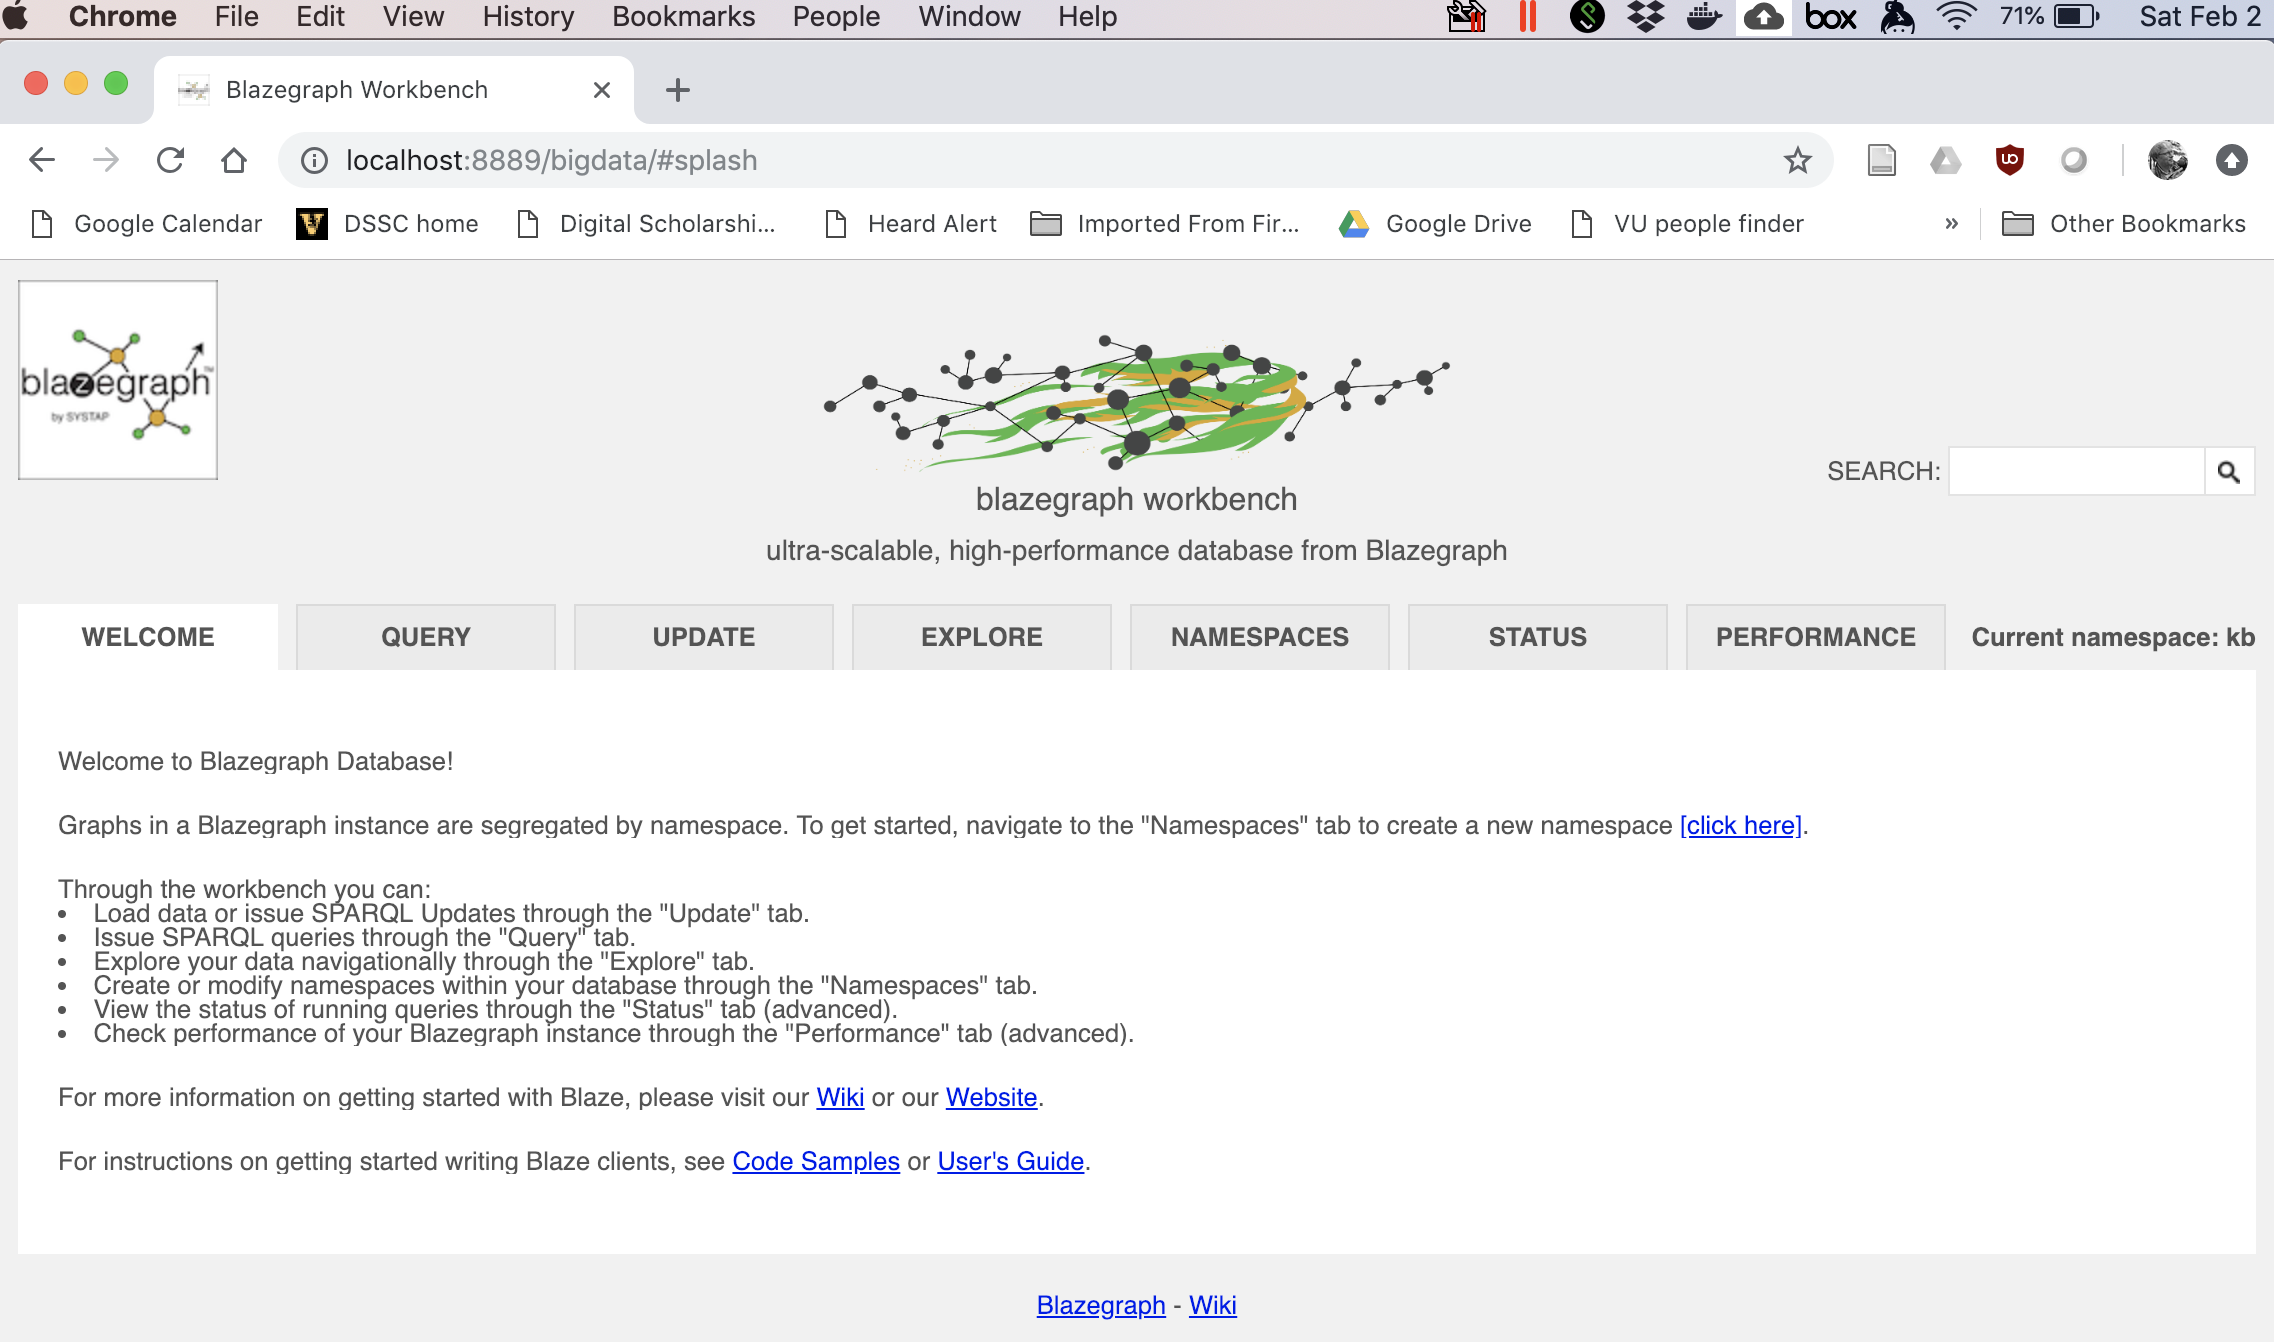 Chrome File Edit View History Bookmarks People Window Help box 71% Sat Feb 2
Blazegraph Workbench
localhost:8889/bigdata/#splash
Google Calendar DSSC home Digital Scholarshi... Heard Alert Imported From Fir... Google Drive VU people finder » Other Bookmarks
blazegraph™
by SYSTAP
SEARCH:
blazegraph workbench
ultra-scalable, high-performance database from Blazegraph
WELCOME QUERY UPDATE EXPLORE NAMESPACES STATUS PERFORMANCE Current namespace: kb
Welcome to Blazegraph Database!
Graphs in a Blazegraph instance are segregated by namespace. To get started, navigate to the "Namespaces" tab to create a new namespace [click here].
Through the workbench you can:
• Load data or issue SPARQL Updates through the "Update" tab.
• Issue SPARQL queries through the "Query" tab.
• Explore your data navigationally through the "Explore" tab.
• Create or modify namespaces within your database through the "Namespaces" tab.
• View the status of running queries through the "Status" tab (advanced).
• Check performance of your Blazegraph instance through the "Performance" tab (advanced).
For more information on getting started with Blaze, please visit our Wiki or our Website.
For instructions on getting started writing Blaze clients, see Code Samples or User's Guide.
Blazegraph - Wiki